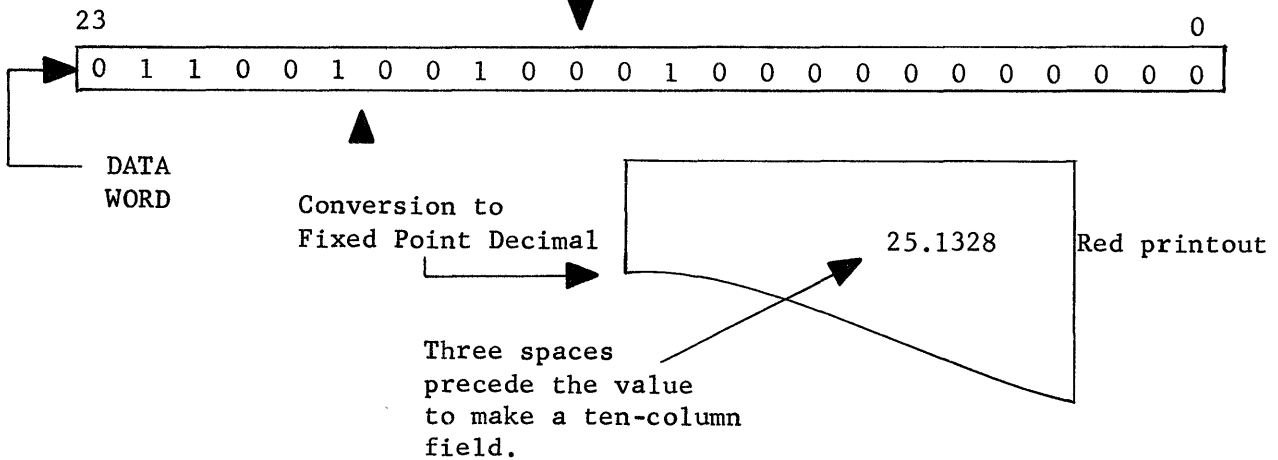 23 0
0 1 1 0 0 1 0 0 1 0 0 0 1 0 0 0 0 0 0 0 0 0 0 0
DATA
WORD
Conversion to
Fixed Point Decimal
25.1328
Red printout
Three spaces
precede the value
to make a ten-column
field.